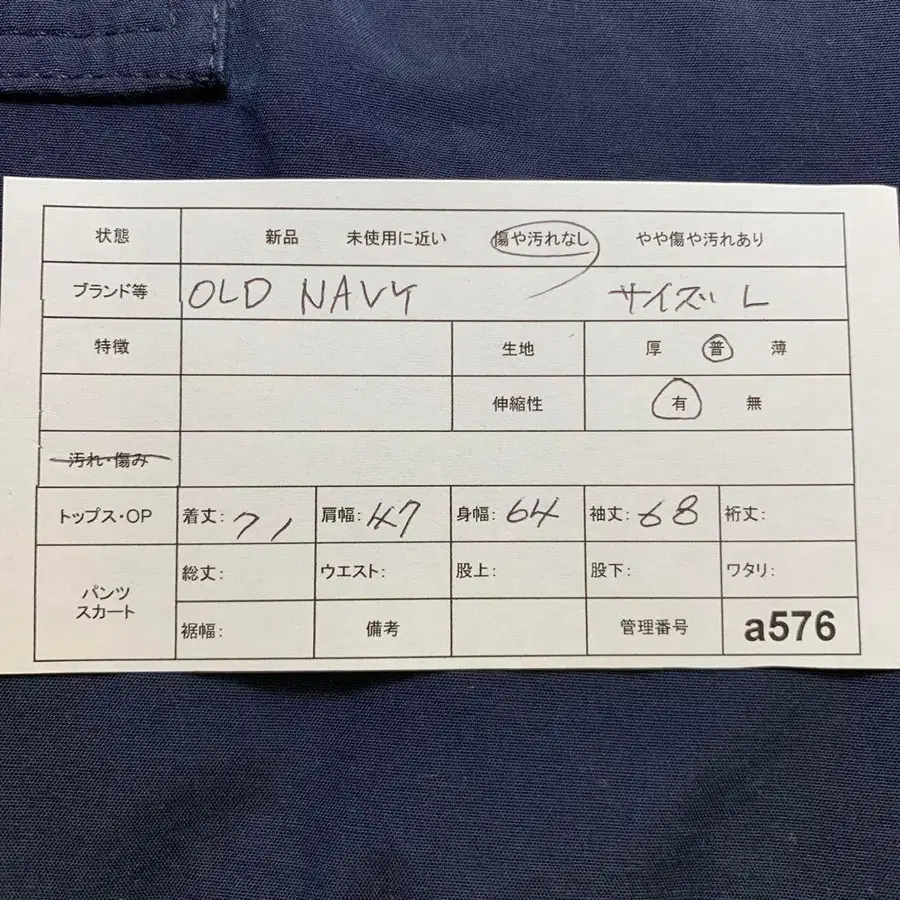 状態 新品 未使用に近い 傷や汚れなし やや傷や汚れあり
ブランド等 OLD NAVY サイズ L
特徴 生地 厚 普 薄
伸縮性 有 無
汚れ・傷み
トップス・OP 着丈: 71 肩幅: 47 身幅: 64 袖丈: 68 裄丈:
パンツ
スカート
総丈: ウエスト: 股上: 股下: ワタリ:
裾幅: 備考 管理番号 a576